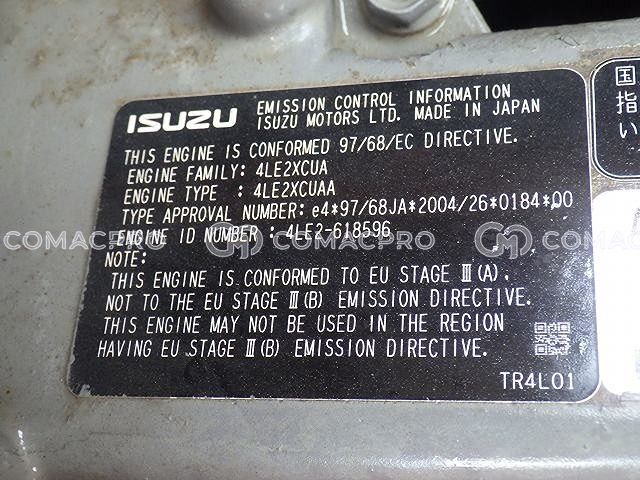 ISUZU
EMISSION CONTROL INFORMATION
ISUZU MOTORS LTD. MADE IN JAPAN
THIS ENGINE IS CONFORMED 97/68/EC DIRECTIVE.
ENGINE FAMILY: 4LE2XCUA
ENGINE TYPE : 4LE2XCUAA
TYPE APPROVAL NUMBER: e4*97/68JA*2004/26*0184*00
ENGINE ID NUMBER : 4LE2-618596
NOTE:
THIS ENGINE IS CONFORMED TO EU STAGE Ⅲ(A),
NOT TO THE EU STAGE Ⅲ(B) EMISSION DIRECTIVE.
THIS ENGINE MAY NOT BE USED IN THE REGION
HAVING EU STAGE Ⅲ(B) EMISSION DIRECTIVE.
TR4L01
国
指
い
COMACPRO GM COMACPRO GM COMACPRO